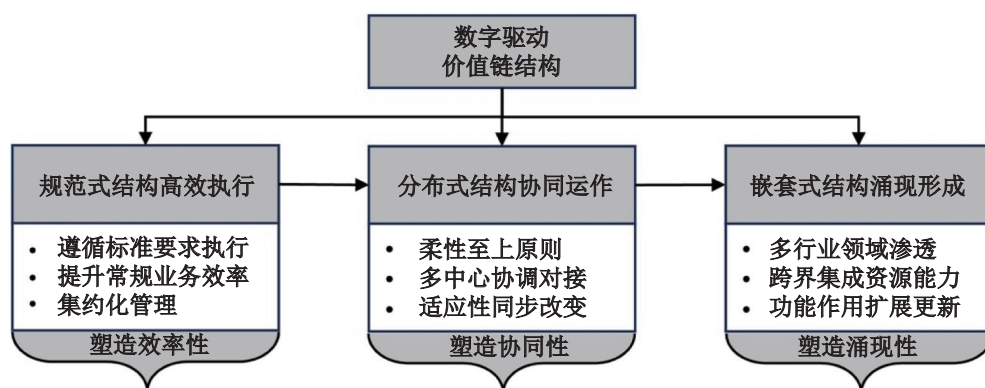 数字驱动
价值链结构
规范式结构高效执行
分布式结构协同运作
嵌套式结构涌现形成
• 遵循标准要求执行
• 提升常规业务效率
• 集约化管理
塑造效率性
• 柔性至上原则
• 多中心协调对接
• 适应性同步改变
塑造协同性
• 多行业领域渗透
• 跨界集成资源能力
• 功能作用扩展更新
塑造涌现性